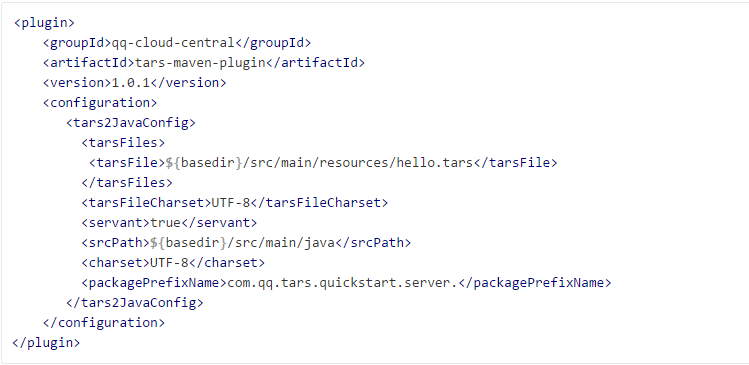 <plugin>
<groupId>qq-cloud-central</groupId>
<artifactId>tars-maven-plugin</artifactId>
<version>1.0.1</version>
<configuration>
<tars2JavaConfig>
<tarsFiles>
<tarsFile>${basedir}/src/main/resources/hello.tars</tarsFile>
</tarsFiles>
<tarsFileCharset>UTF-8</tarsFileCharset>
<servant>true</servant>
<srcPath>${basedir}/src/main/java</srcPath>
<charset>UTF-8</charset>
<packagePrefixName>com.qq.tars.quickstart.server.</packagePrefixName>
</tars2JavaConfig>
</configuration>
</plugin>